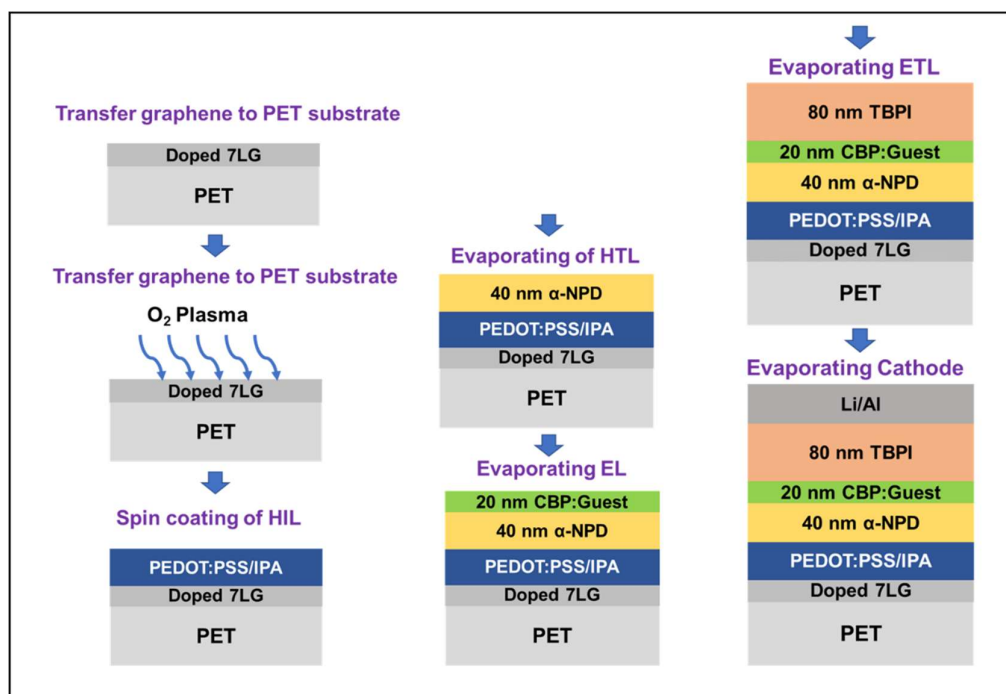 Transfer graphene to PET substrate
Doped 7LG
PET
Transfer graphene to PET substrate
O₂ Plasma
Doped 7LG
PET
Spin coating of HIL
PEDOT:PSS/IPA
Doped 7LG
PET
Evaporating of HTL
40 nm α-NPD
PEDOT:PSS/IPA
Doped 7LG
PET
Evaporating EL
20 nm CBP:Guest
40 nm α-NPD
PEDOT:PSS/IPA
Doped 7LG
PET
Evaporating ETL
80 nm TBPI
20 nm CBP:Guest
40 nm α-NPD
PEDOT:PSS/IPA
Doped 7LG
PET
Evaporating Cathode
Li/Al
80 nm TBPI
20 nm CBP:Guest
40 nm α-NPD
PEDOT:PSS/IPA
Doped 7LG
PET